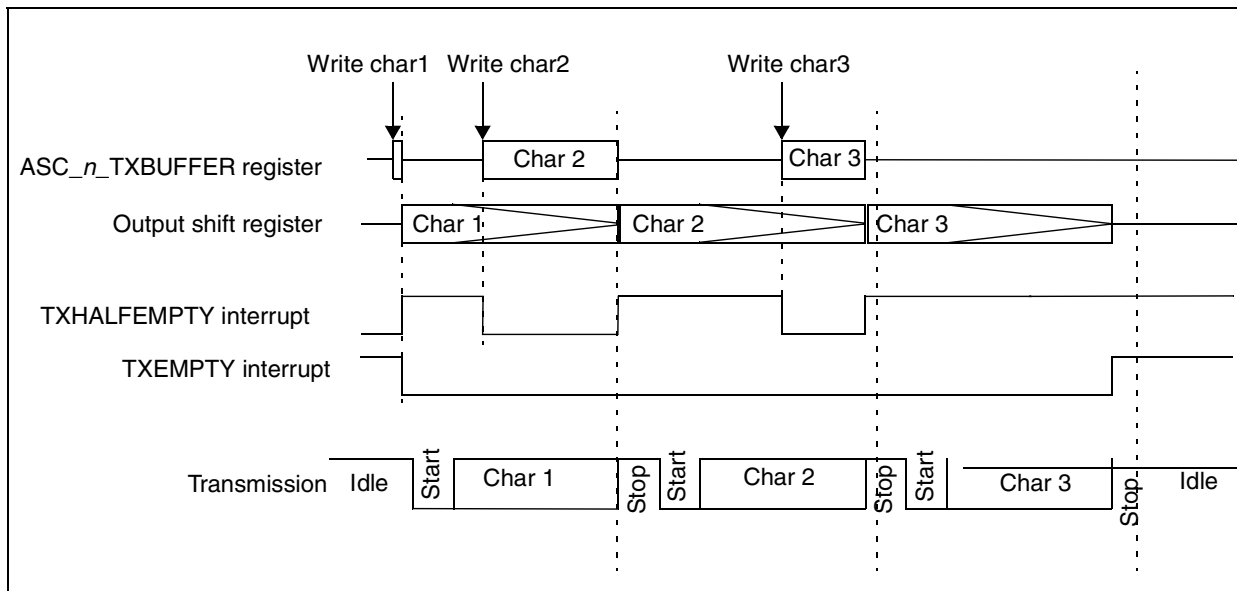 Write char1 Write char2 Write char3
ASC_n_TXBUFFER register Char 2 Char 3
Output shift register Char 1 Char 2 Char 3
TXHALFEMPTY interrupt
TXEMPTY interrupt
Transmission Idle Start Char 1 Stop Start Char 2 Stop Start Char 3 Stop Idle